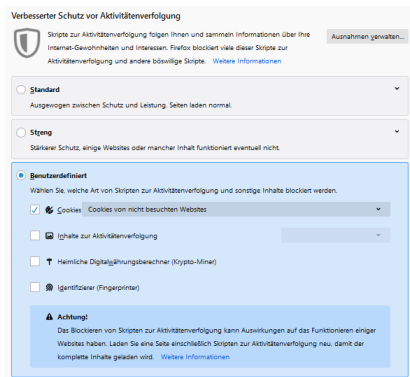 Verbesserter Schutz vor Aktivitätenverfolgung
Skripte zur Aktivitätenverfolgung folgen Ihnen und sammeln Informationen über Ihre
Internet-Gewohnheiten und Interessen. Firefox blockiert viele dieser Skripte zur
Aktivitätenverfolgung und andere böswillige Skripte. Weitere Informationen
Ausnahmen verwalten...
Standard
Ausgewogen zwischen Schutz und Leistung. Seiten laden normal.
Streng
Stärkerer Schutz, einige Websites oder mancher Inhalt funktioniert eventuell nicht.
Benutzerdefiniert
Wählen Sie, welche Art von Skripten zur Aktivitätenverfolgung und sonstige Inhalte blockiert werden.
Cookies Cookies von nicht besuchten Websites
Inhalte zur Aktivitätenverfolgung
Heimliche Digitalwährungsberechner (Krypto-Miner)
Identifizierer (Fingerprinter)
Achtung!
Das Blockieren von Skripten zur Aktivitätenverfolgung kann Auswirkungen auf das Funktionieren einiger
Websites haben. Laden Sie eine Seite einschließlich Skripten zur Aktivitätenverfolgung neu, damit der
komplette Inhalte geladen wird. Weitere Informationen